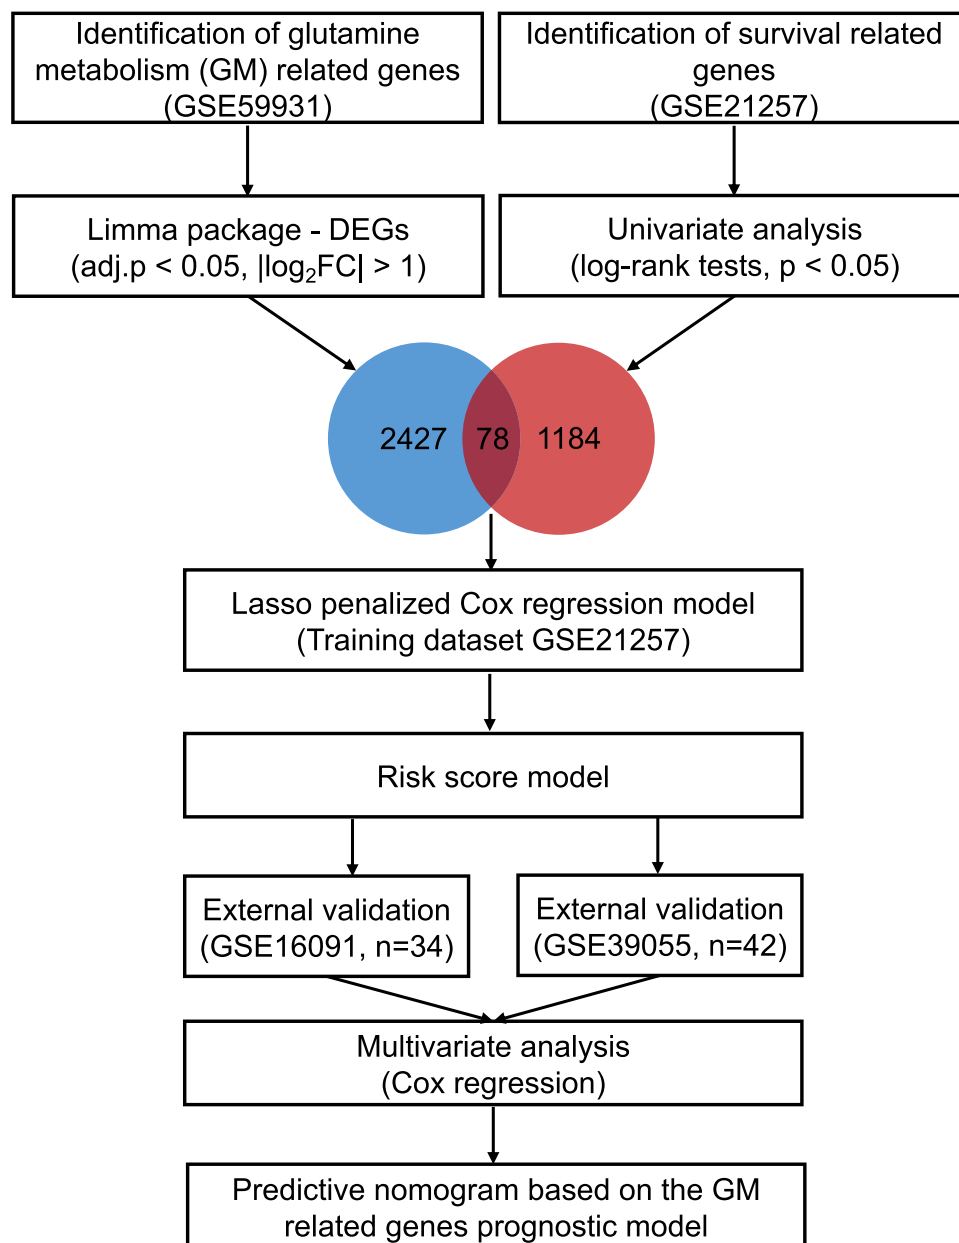 Identification of glutamine
metabolism (GM) related genes
(GSE59931)
Identification of survival related
genes
(GSE21257)
Limma package - DEGs
(adj.p < 0.05, |log₂FC| > 1)
Univariate analysis
(log-rank tests, p < 0.05)
2427 78 1184
Lasso penalized Cox regression model
(Training dataset GSE21257)
Risk score model
External validation
(GSE16091, n=34)
External validation
(GSE39055, n=42)
Multivariate analysis
(Cox regression)
Predictive nomogram based on the GM
related genes prognostic model